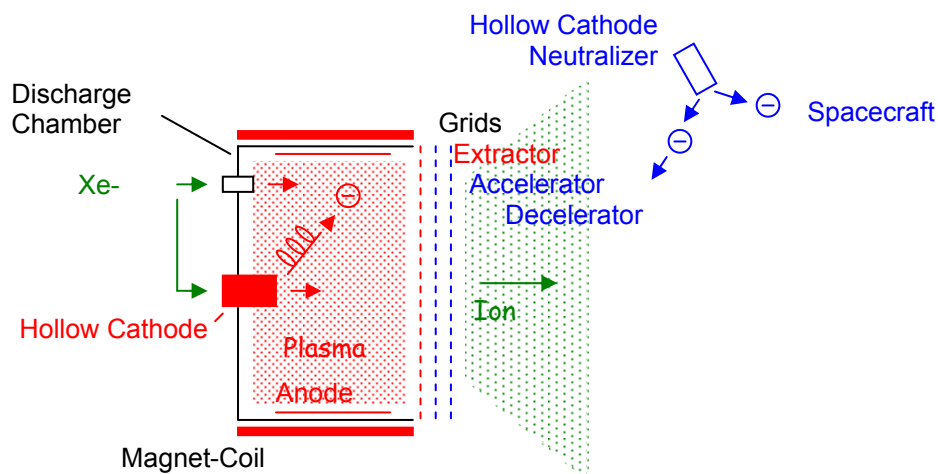 Hollow Cathode
Neutralizer
Discharge
Chamber
Spacecraft
Grids
Extractor
Xe-
Accelerator
Decelerator
Ion
Hollow Cathode
Plasma
Anode
Magnet-Coil